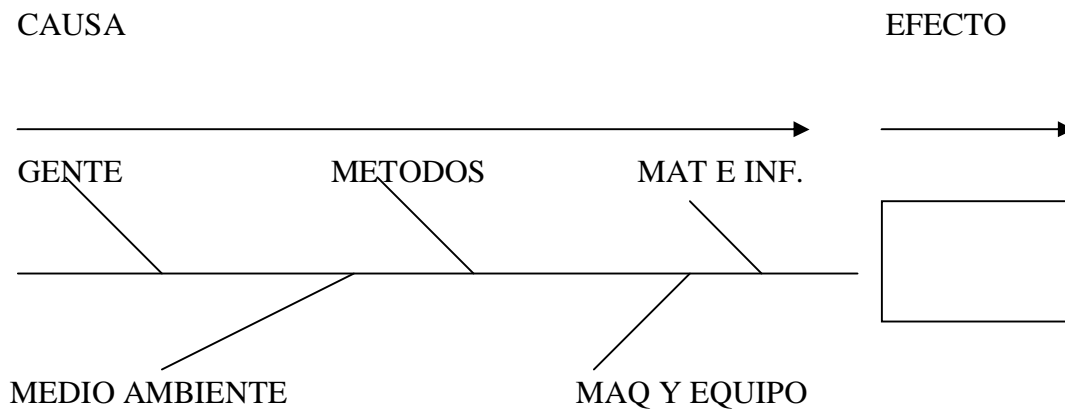 CAUSA EFECTO
GENTE METODOS MAT E INF.
MEDIO AMBIENTE MAQ Y EQUIPO